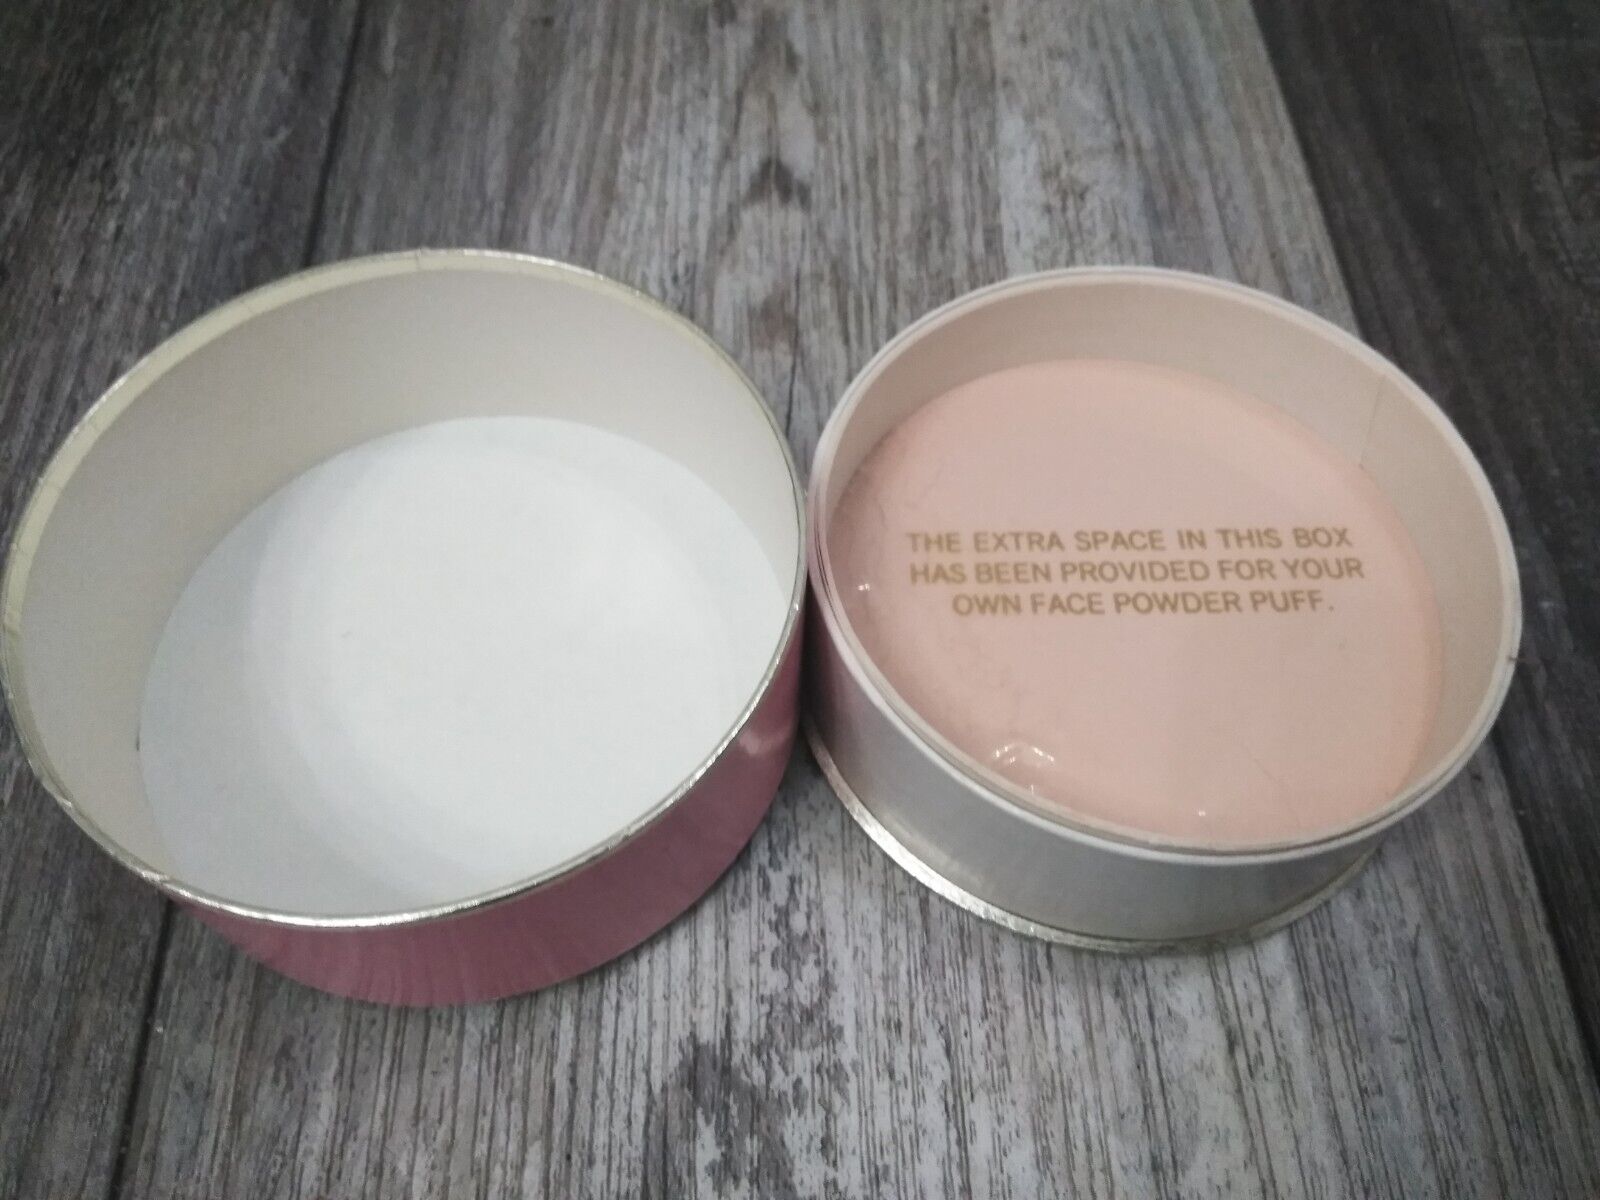 THE EXTRA SPACE IN THIS BOX
HAS BEEN PROVIDED FOR YOUR
OWN FACE POWDER PUFF.